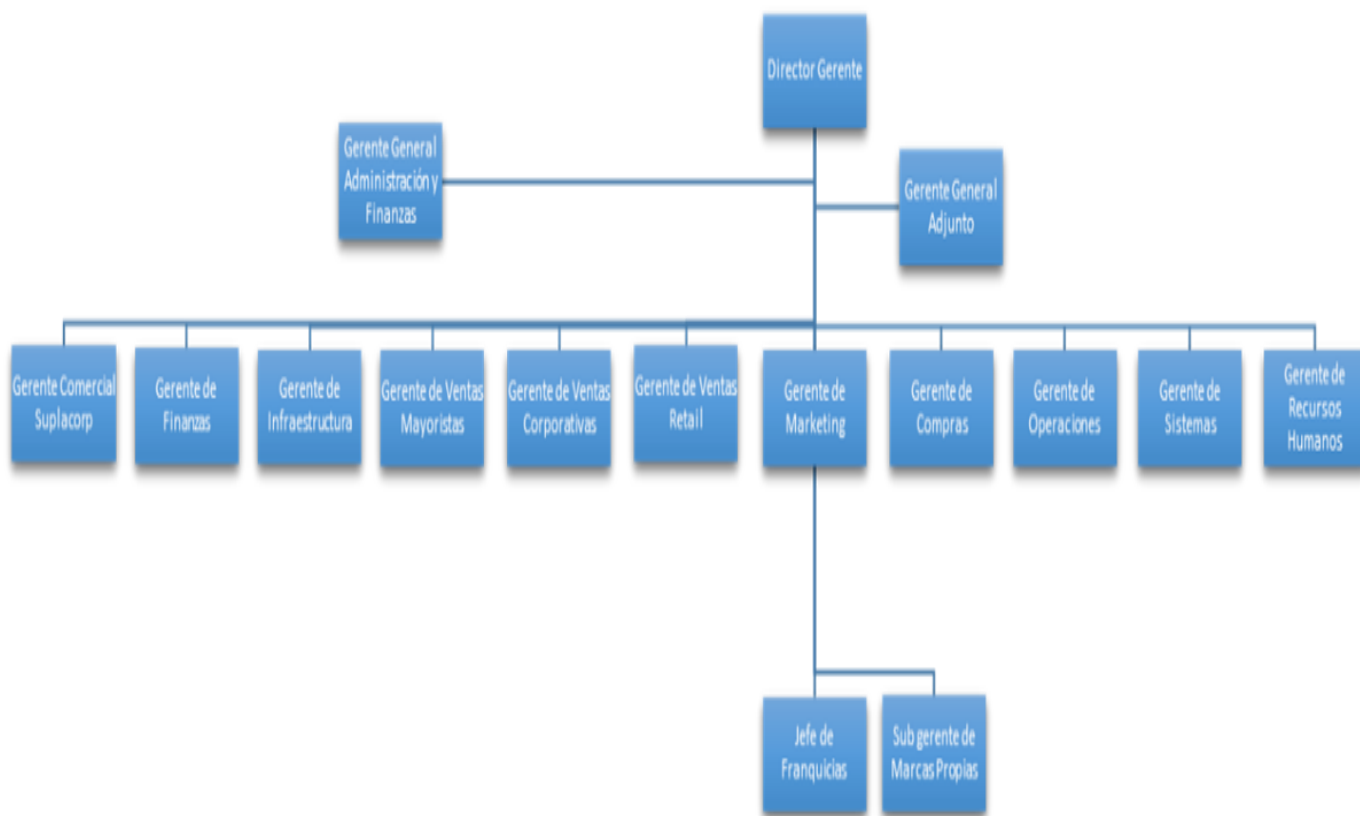 Director Gerente
Gerente General
Administración y
Finanzas
Gerente General
Adjunto
Gerente Comercial
Suplacorp
Gerente de
Finanzas
Gerente de
Infraestructura
Gerente de Ventas
Mayoristas
Gerente de Ventas
Corporativas
Gerente de Ventas
Retail
Gerente de
Marketing
Gerente de
Compras
Gerente de
Operaciones
Gerente de
Sistemas
Gerente de
Recursos
Humanos
Jefe de
Franquicias
Sub gerente de
Marcas Propias